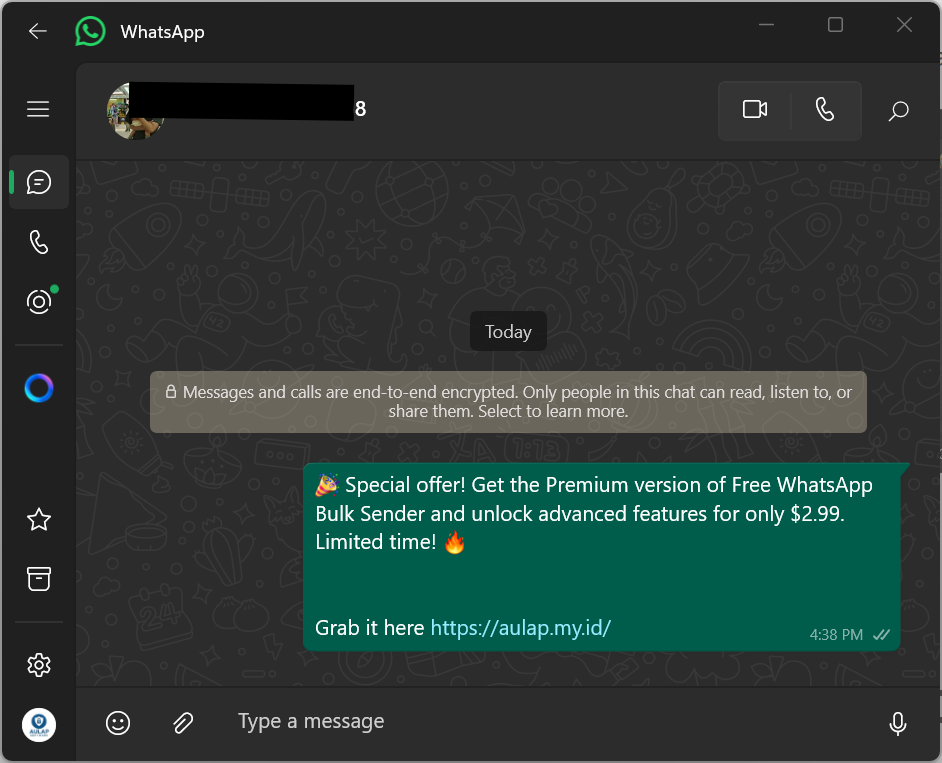 WhatsApp
8
Today
Messages and calls are end-to-end encrypted. Only people in this chat can read, listen to, or
share them. Select to learn more.
🎉 Special offer! Get the Premium version of Free WhatsApp
Bulk Sender and unlock advanced features for only $2.99.
Limited time! 🔥
Grab it here https://aulap.my.id/
4:38 PM
Type a message
AULAP